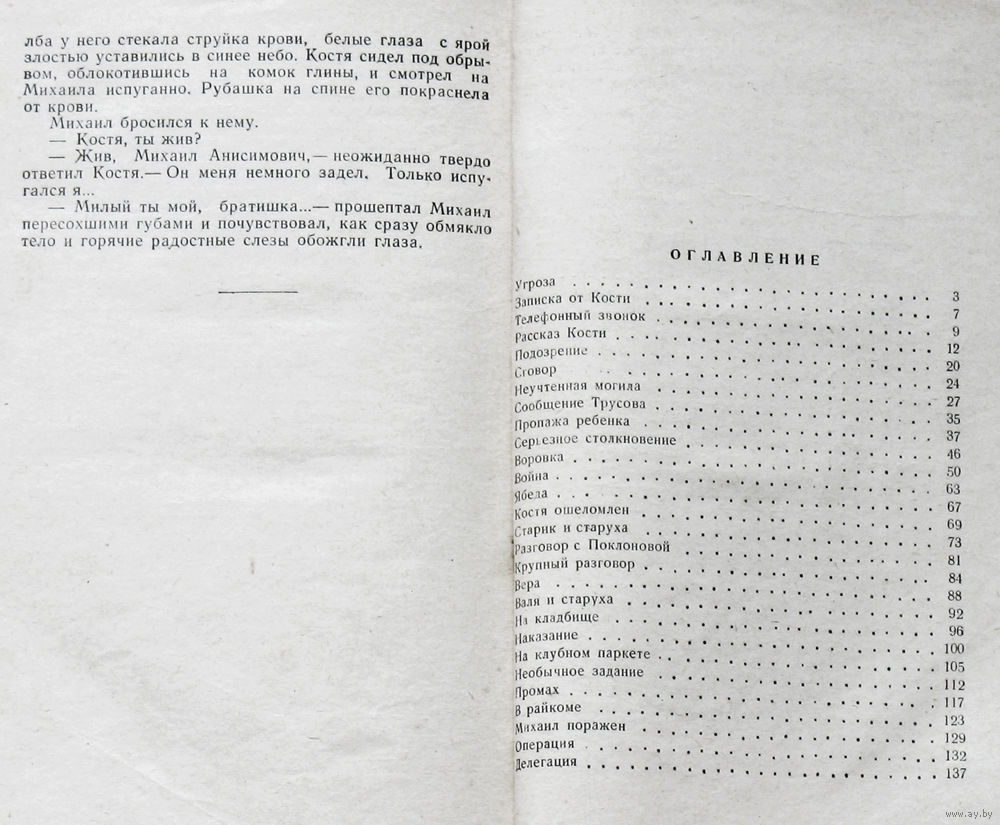 лба у него стекала струйка крови, белые глаза с ярой
злостью уставились в синее небо. Костя сидел под обры-
вом, облокотившись на комок глины, и смотрел на
Михаила испуганно. Рубашка на спине его покраснела
от крови.
Михаил бросился к нему.
— Костя, ты жив?
— Жив, Михаил Анисимович,— неожиданно твердо
ответил Костя.— Он меня немного задел. Только испу-
гался я...
— Милый ты мой, братишка...— прошептал Михаил
пересохшими губами и почувствовал, как сразу обмякло
тело и горячие радостные слезы обожгли глаза.
ОГЛАВЛЕНИЕ
Угроза . . . . . . . . . . 3
Записка от Кости . . . . . . . . . . 7
Телефонный звонок . . . . . . . . . . 9
Рассказ Кости . . . . . . . . . . 12
Подозрение . . . . . . . . . . 20
Сговор . . . . . . . . . . 24
Неучтенная могила . . . . . . . . . . 27
Сообщение Трусова . . . . . . . . . . 35
Пропажа ребенка . . . . . . . . . . 37
Серьезное столкновение . . . . . . . . . . 46
Воровка . . . . . . . . . . 50
Война . . . . . . . . . . 63
Ябеда . . . . . . . . . . 67
Костя ошеломлен . . . . . . . . . . 69
Старик и старуха . . . . . . . . . . 73
Разговор с Поклоновой . . . . . . . . . . 81
Крупный разговор . . . . . . . . . . 84
Вера . . . . . . . . . . 88
Валя и старуха . . . . . . . . . . 92
На кладбище . . . . . . . . . . 96
Наказание . . . . . . . . . . 100
На клубном паркете . . . . . . . . . . 105
Необычное задание . . . . . . . . . . 112
Промах . . . . . . . . . . 117
В райкоме . . . . . . . . . . 123
Михаил поражен . . . . . . . . . . 129
Операция . . . . . . . . . . 132
Делегация . . . . . . . . . . 137
www.ay.by